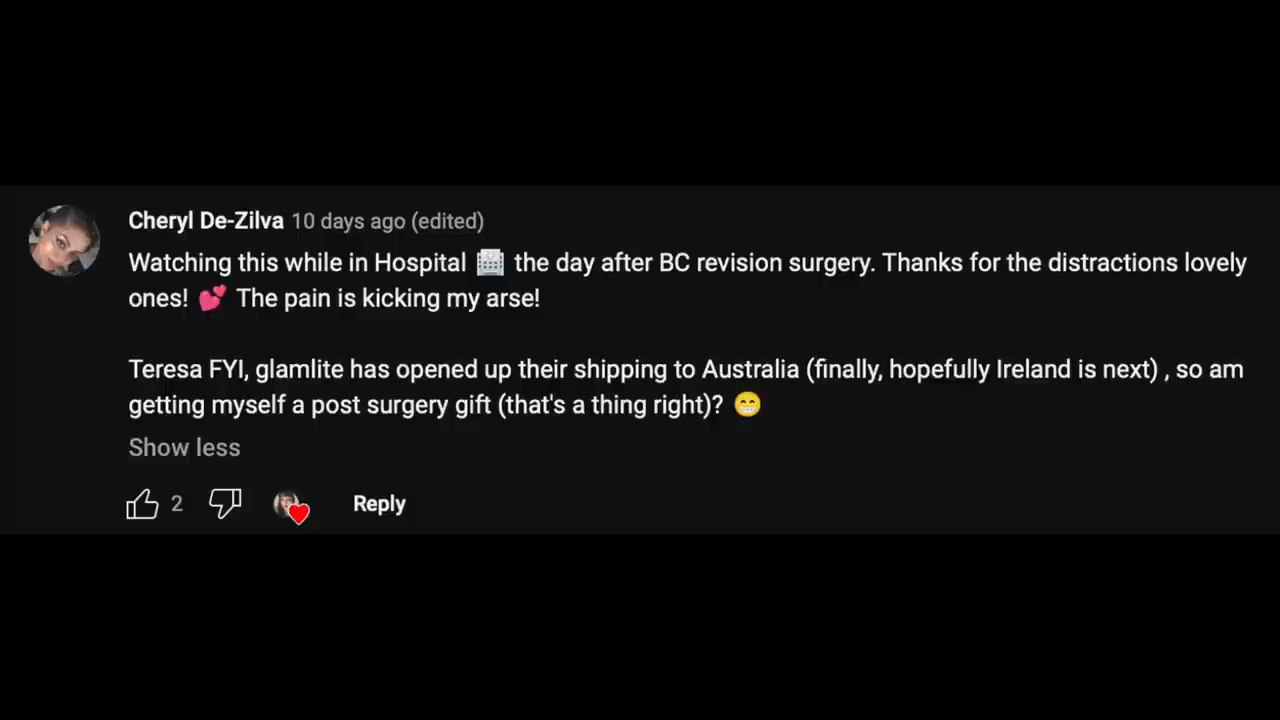 Cheryl De-Zilva 10 days ago (edited)
Watching this while in Hospital 🏥 the day after BC revision surgery. Thanks for the distractions lovely
ones! 💕 The pain is kicking my arse!
Teresa FYI, glamlite has opened up their shipping to Australia (finally, hopefully Ireland is next) , so am
getting myself a post surgery gift (that's a thing right)? 😁
Show less
2 Reply